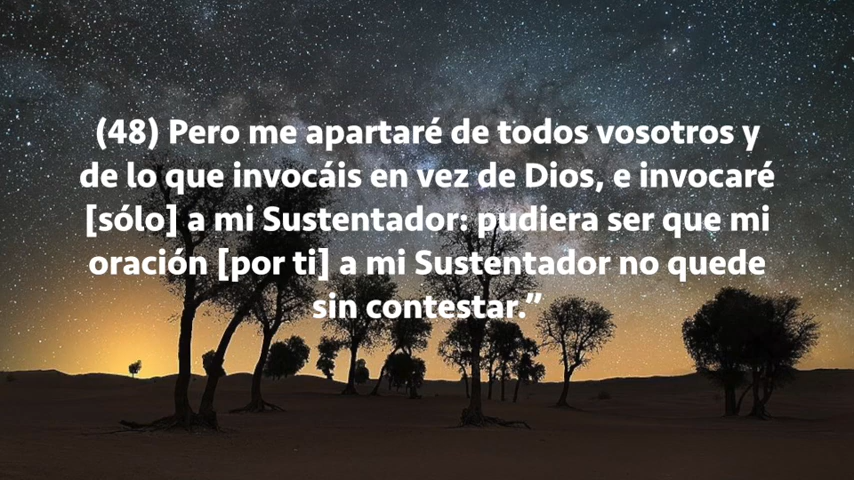 (48) Pero me apartaré de todos vosotros y
de lo que invocáis en vez de Dios, e invocaré
[sólo] a mi Sustentador: pudiera ser que mi
oración [por ti] a mi Sustentador no quede
sin contestar.”